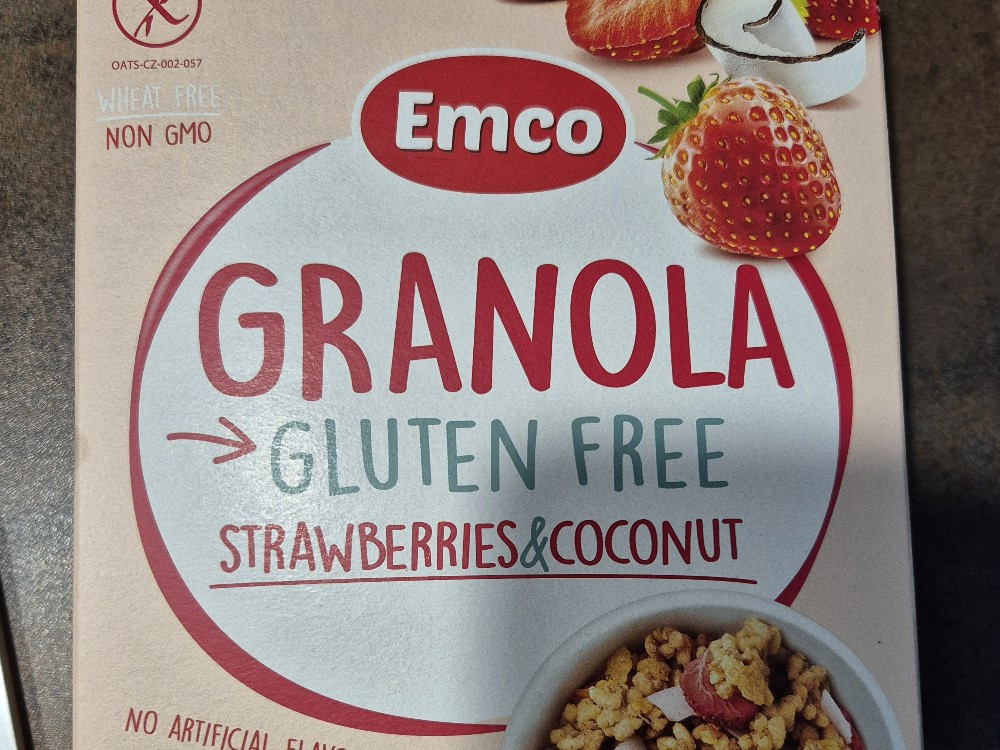 OATS-CZ-002-057
WHEAT FREE
NON GMO
Emco
GRANOLA
GLUTEN FREE
STRAWBERRIES&COCONUT
NO ARTIFICIAL